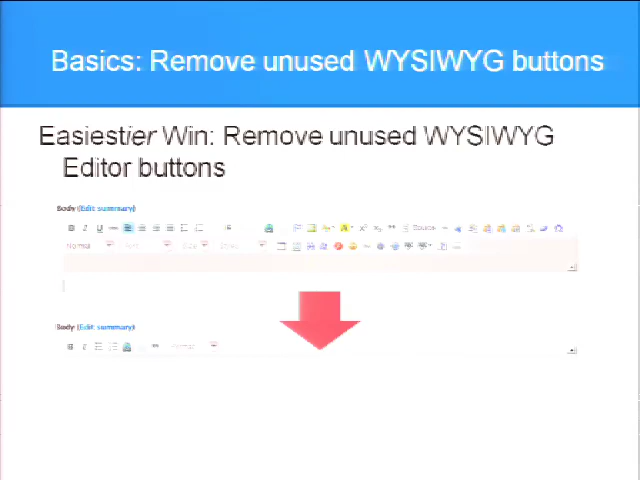 Basics: Remove unused WYSIWYG buttons
Easiestier Win: Remove unused WYSIWYG
Editor buttons
Body (Edit summary)
B I U
Source
Normal
Body (Edit summary)
B I